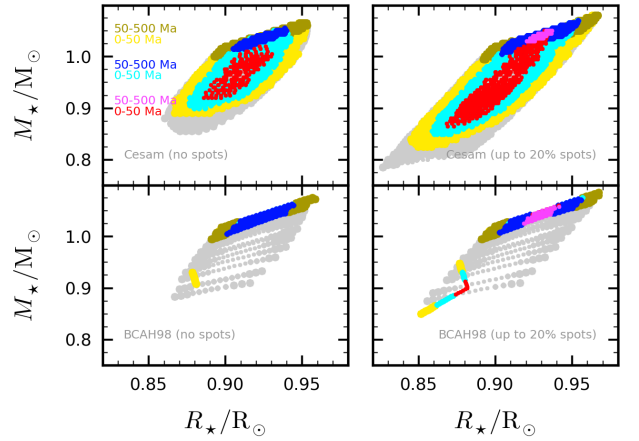 50-500 Ma
0-50 Ma
50-500 Ma
0-50 Ma
50-500 Ma
0-50 Ma
1.0
0.9
0.8
M⋆/M⊙
Cesam (no spots)
Cesam (up to 20% spots)
1.0
0.9
0.8
M⋆/M⊙
BCAH98 (no spots)
BCAH98 (up to 20% spots)
0.85 0.90 0.95 0.85 0.90 0.95
R⋆/R⊙ R⋆/R⊙